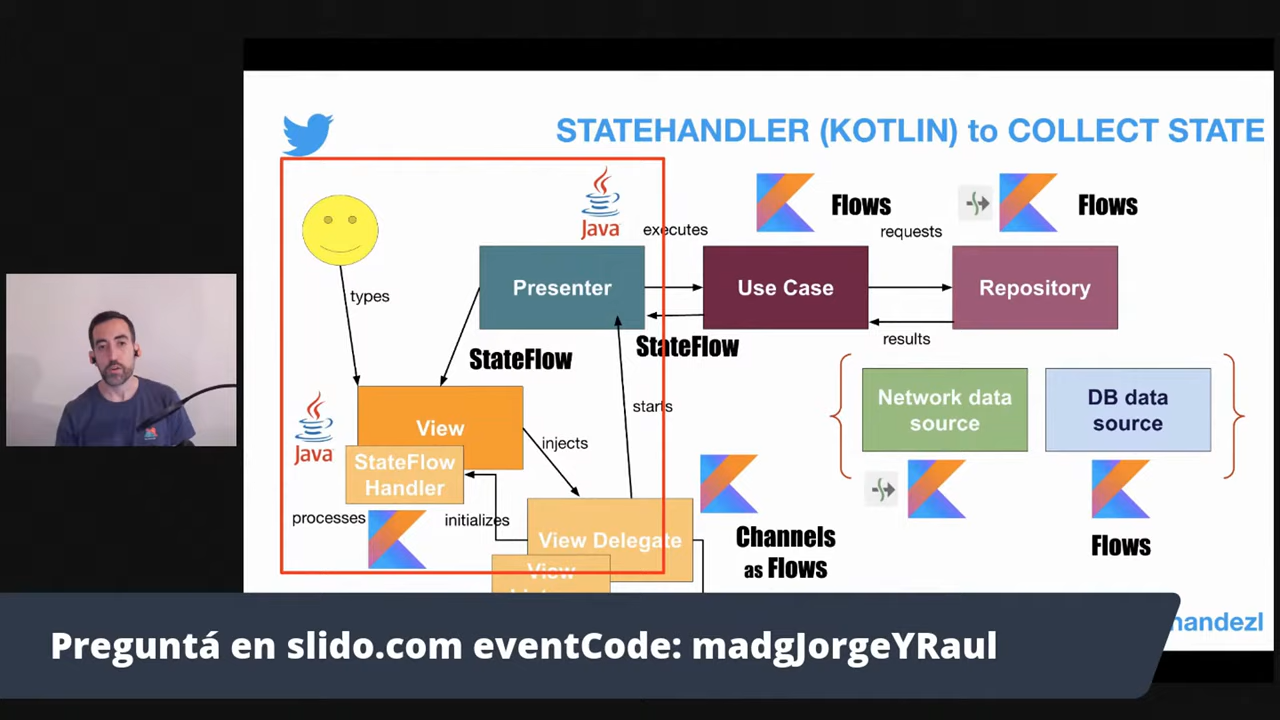 STATEHANDLER (KOTLIN) to COLLECT STATE
Java
executes
Flows
requests
Flows
types
Presenter
Use Case
Repository
StateFlow
StateFlow
results
starts
Java
View
injects
Network data
source
DB data
source
StateFlow
Handler
processes
initializes
View Delegate
View
Channels
as Flows
Flows
Preguntá en slido.com eventCode: madgJorgeYRaul